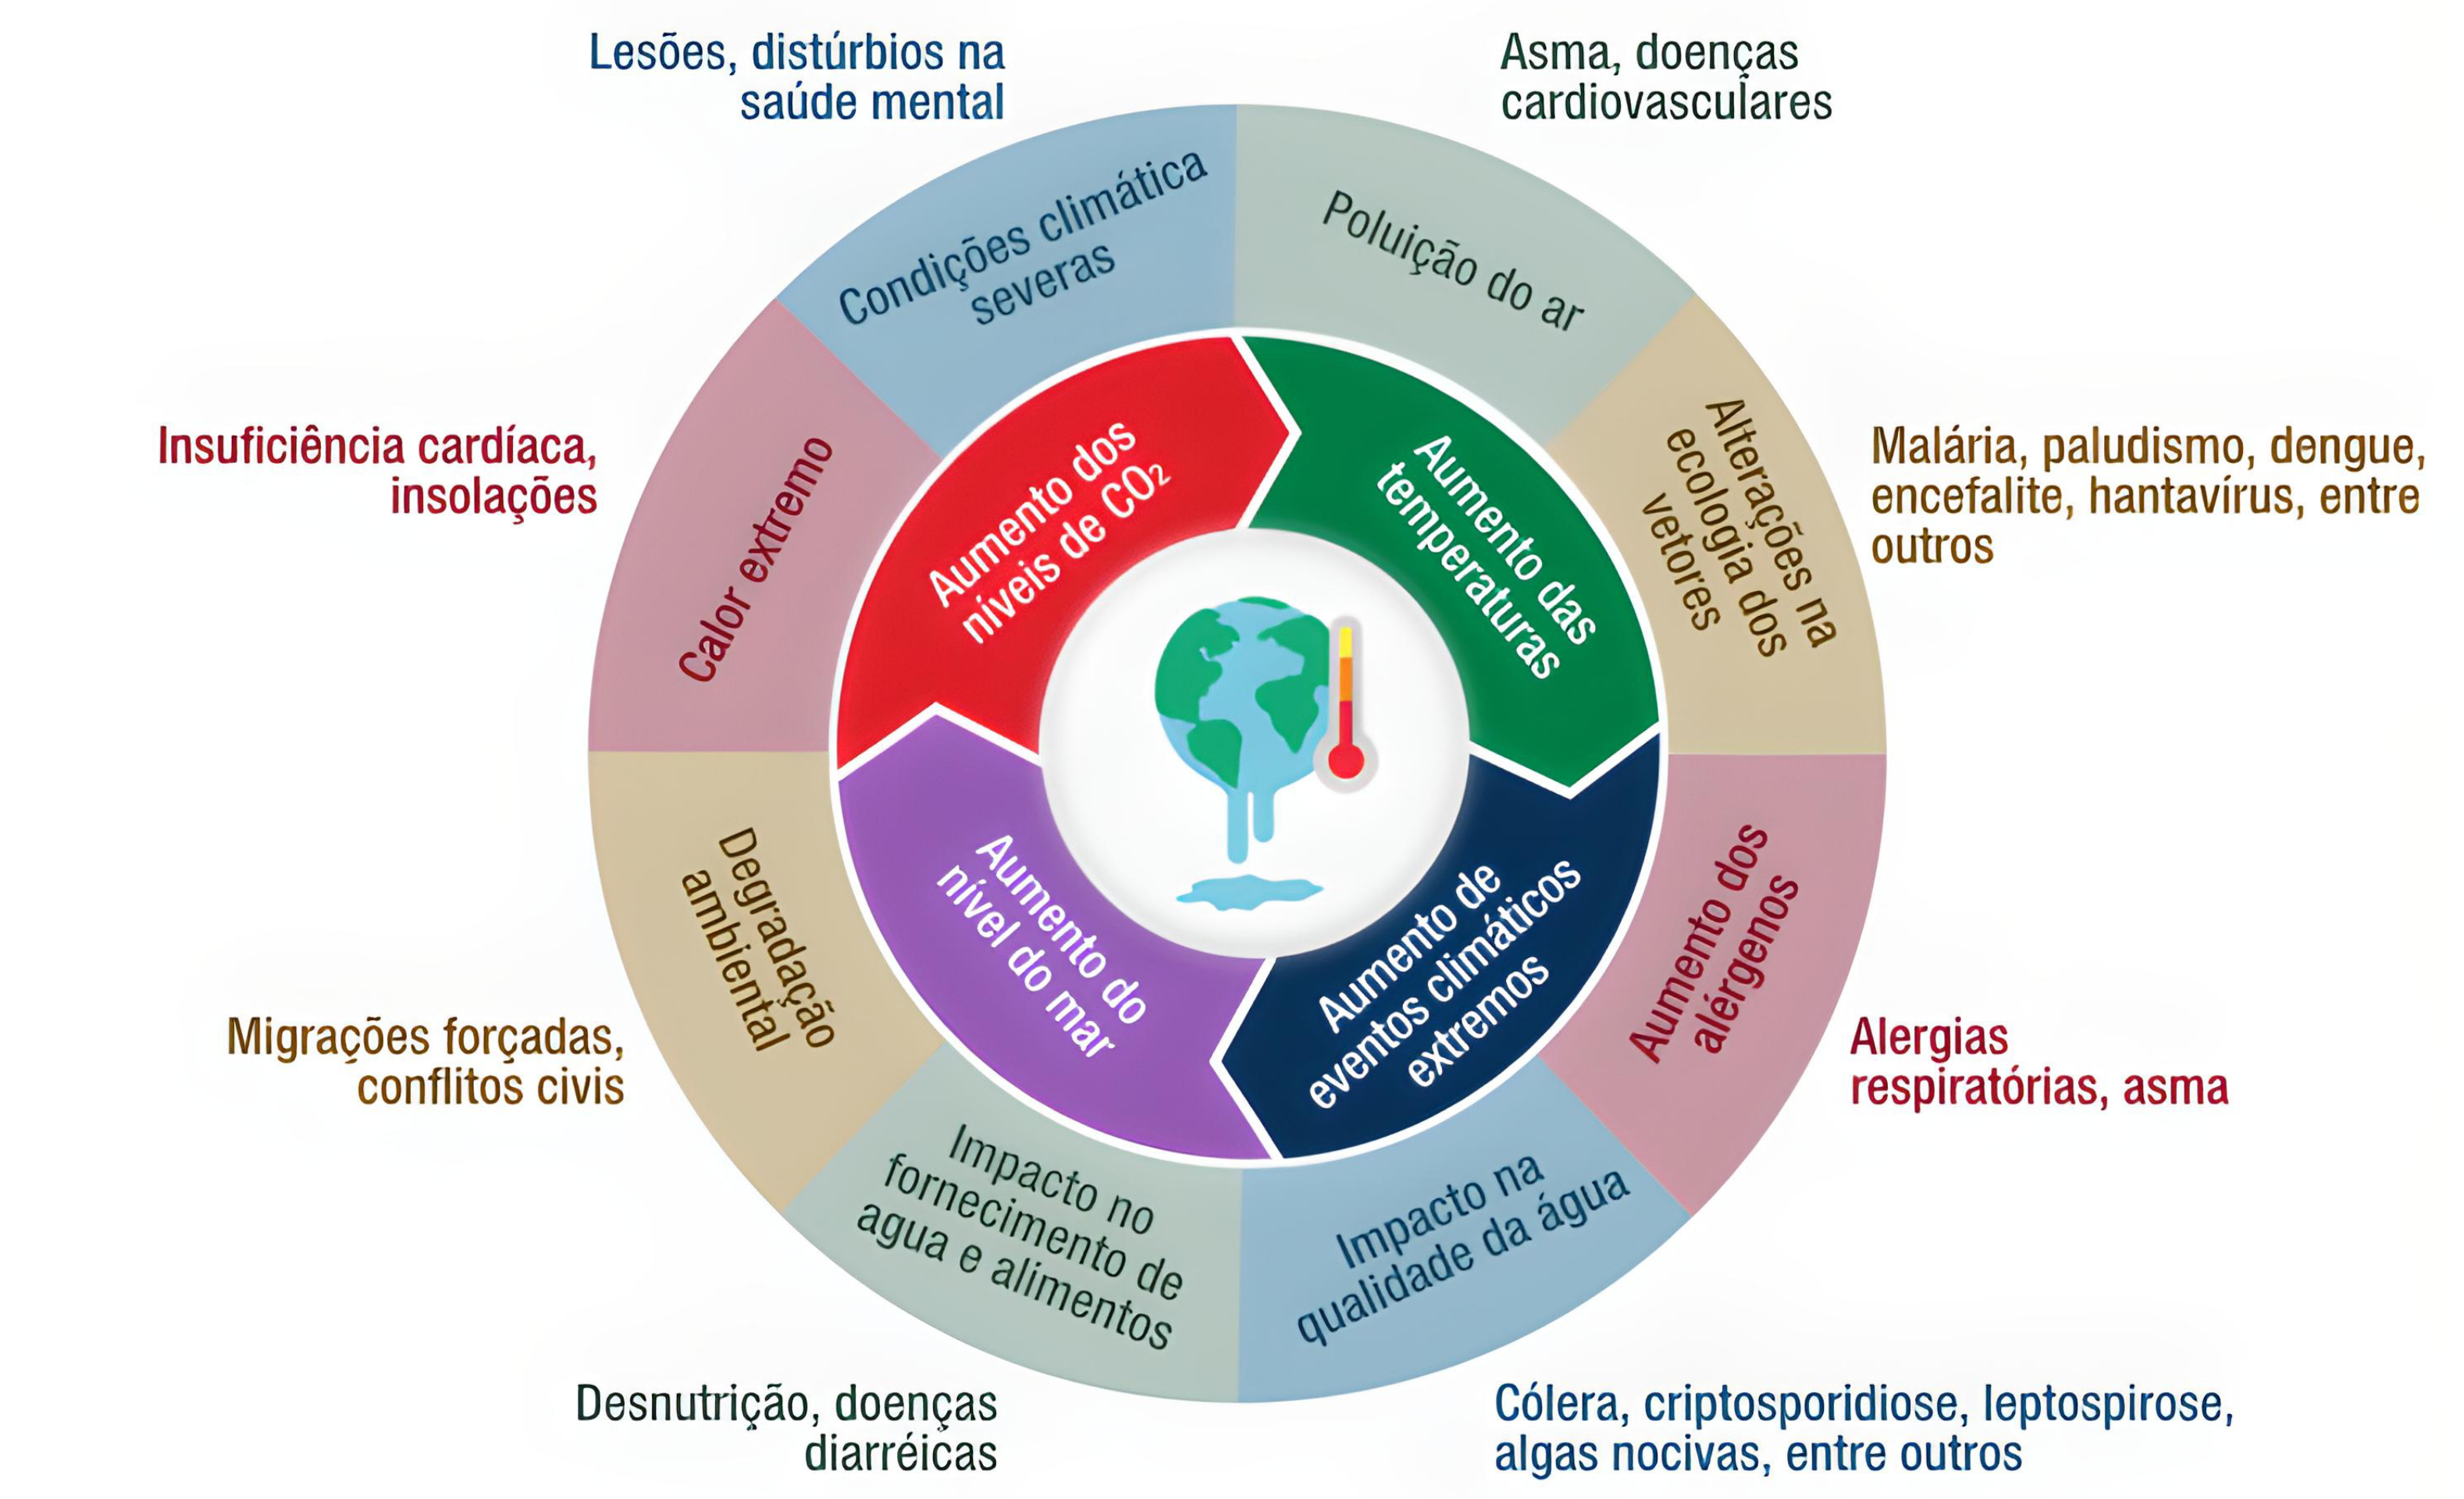 Lesões, distúrbios na
saúde mental
Asma, doenças
cardiovasculares
Condições climática
severas
Poluição do ar
Insuficiência cardíaca,
insolações
Calor extremo
Aumento dos
níveis de CO₂
Aumento das
temperaturas
Alterações na
ecologia dos
vetores
Malária, paludismo, dengue,
encefalite, hantavírus, entre
outros
Degradação
ambiental
Aumento do
nível do mar
Aumento de
eventos climáticos
extremos
Aumento dos
alérgenos
Migrações forçadas,
conflitos civis
Alergias
respiratórias, asma
Impacto no
fornecimento de
agua e alimentos
Impacto na
qualidade da água
Desnutrição, doenças
diarréicas
Cólera, criptosporidiose, leptospirose,
algas nocivas, entre outros